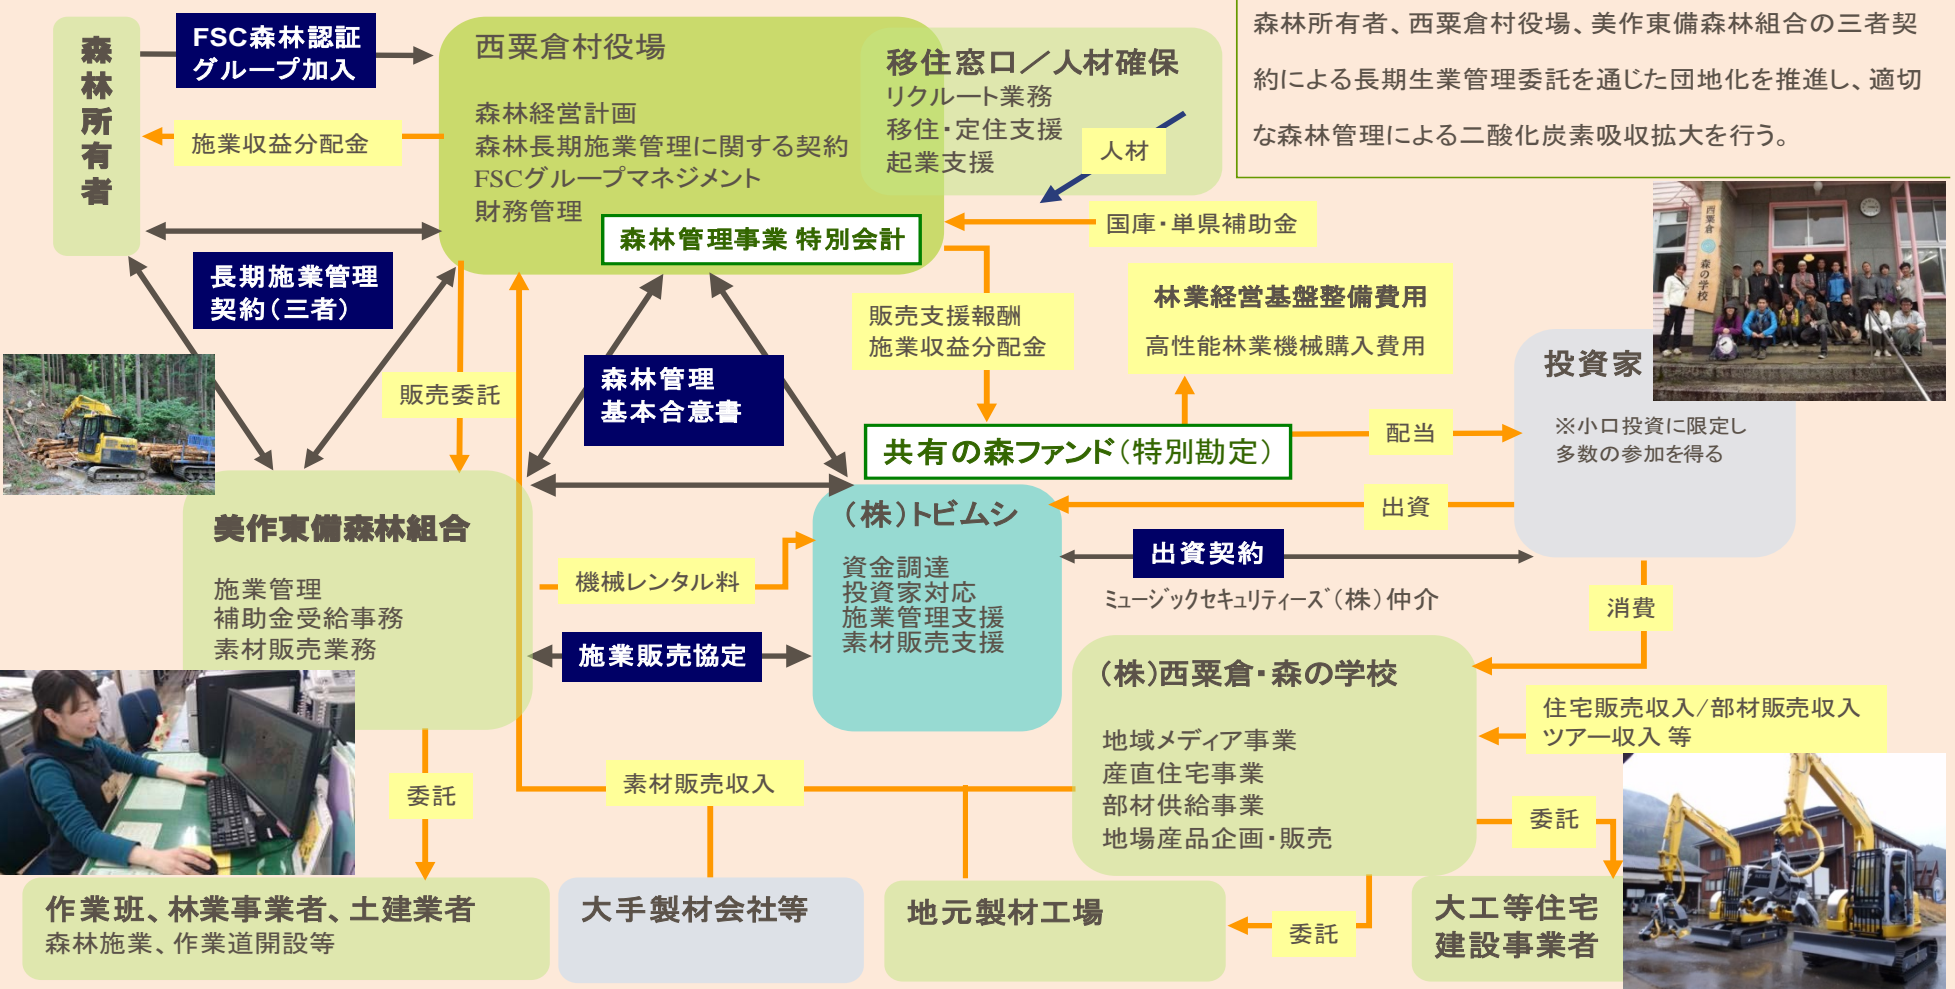 森林所有者、西粟倉村役場、美作東備森林組合の三者契
約による長期生業管理委託を通じた団地化を推進し、適切
な森林管理による二酸化炭素吸収拡大を行う。
森林所有者
FSC森林認証
グループ加入
施業収益分配金
西粟倉村役場
森林経営計画
森林長期施業管理に関する契約
FSCグループマネジメント
財務管理
森林管理事業 特別会計
移住窓口／人材確保
リクルート業務
移住・定住支援
起業支援
人材
国庫・単県補助金
長期施業管理
契約（三者）
販売委託
森林管理
基本合意書
販売支援報酬
施業収益分配金
林業経営基盤整備費用
高性能林業機械購入費用
共有の森ファンド（特別勘定）
配当
投資家
※小口投資に限定し
多数の参加を得る
西粟倉 森の学校
出資
美作東備森林組合
施業管理
補助金受給事務
素材販売業務
機械レンタル料
施業販売協定
（株）トビムシ
資金調達
投資家対応
施業管理支援
素材販売支援
出資契約
ミュージックセキュリティーズ（株）仲介
消費
（株）西粟倉・森の学校
地域メディア事業
産直住宅事業
部材供給事業
地場産品企画・販売
住宅販売収入/部材販売収入
ツアー収入 等
委託
素材販売収入
委託
作業班、林業事業者、土建業者
森林施業、作業道開設等
大手製材会社等
地元製材工場
委託
大工等住宅
建設事業者